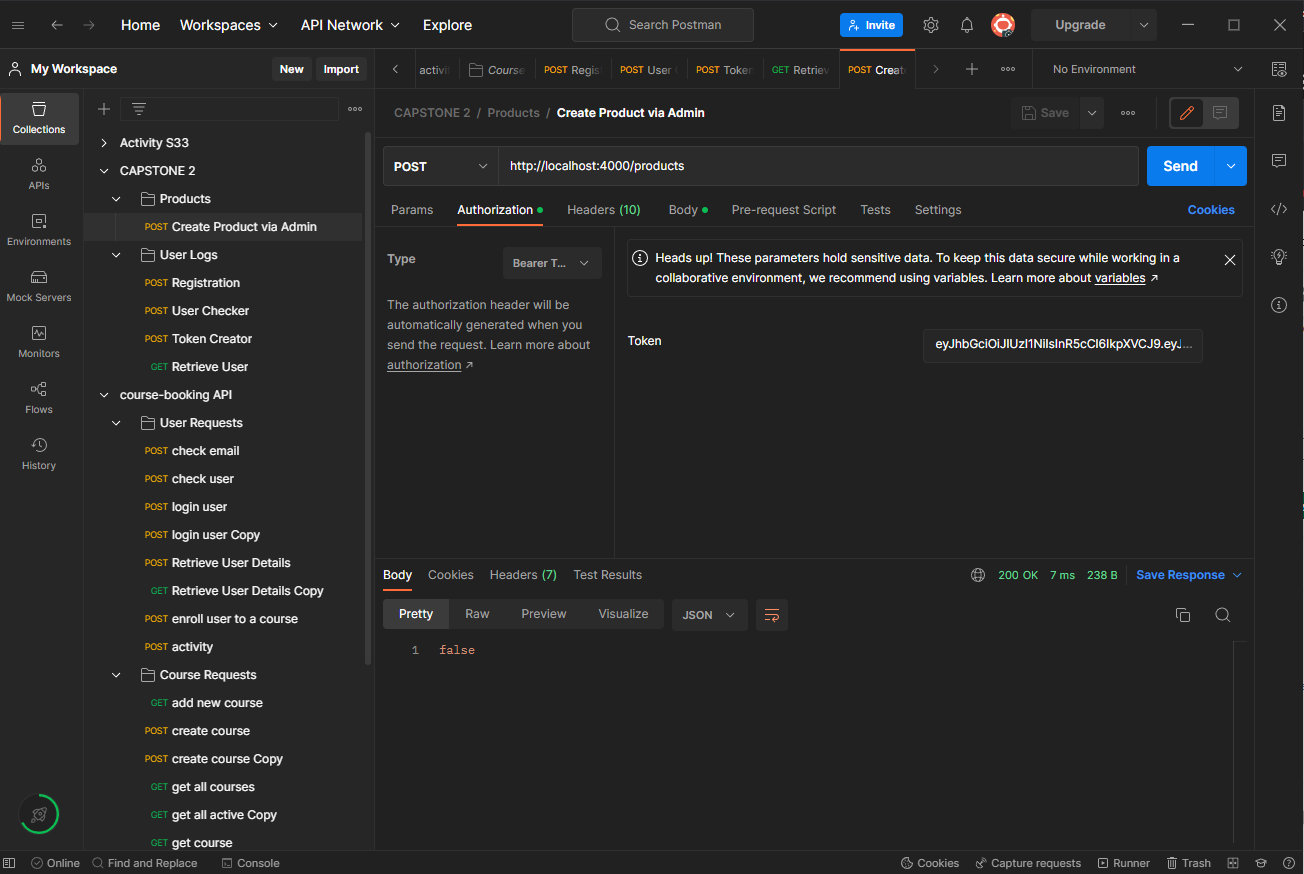 Home Workspaces API Network Explore Search Postman Invite Upgrade
My Workspace New Import
activi Course POST Regis POST User POST Token GET Retriev POST Creat No Environment
Collections
APIs
Environments
Mock Servers
Monitors
Flows
History
Activity S33
CAPSTONE 2
Products
POST Create Product via Admin
User Logs
POST Registration
POST User Checker
POST Token Creator
GET Retrieve User
course-booking API
User Requests
POST check email
POST check user
POST login user
POST login user Copy
POST Retrieve User Details
GET Retrieve User Details Copy
POST enroll user to a course
POST activity
Course Requests
GET add new course
POST create course
POST create course Copy
GET get all courses
GET get all active Copy
GET get course
CAPSTONE 2 / Products / Create Product via Admin Save
POST http://localhost:4000/products Send
Params Authorization Headers (10) Body Pre-request Script Tests Settings Cookies
Type Bearer T...
The authorization header will be
automatically generated when you
send the request. Learn more about
authorization ↗
Heads up! These parameters hold sensitive data. To keep this data secure while working in a
collaborative environment, we recommend using variables. Learn more about variables ↗
Token eyJhbGciOiJIUzI1NiIsInR5cCI6IkpXVCJ9.eyJ...
Body Cookies Headers (7) Test Results 200 OK 7 ms 238 B Save Response
Pretty Raw Preview Visualize JSON
1 false
Online Find and Replace Console Cookies Capture requests Runner Trash